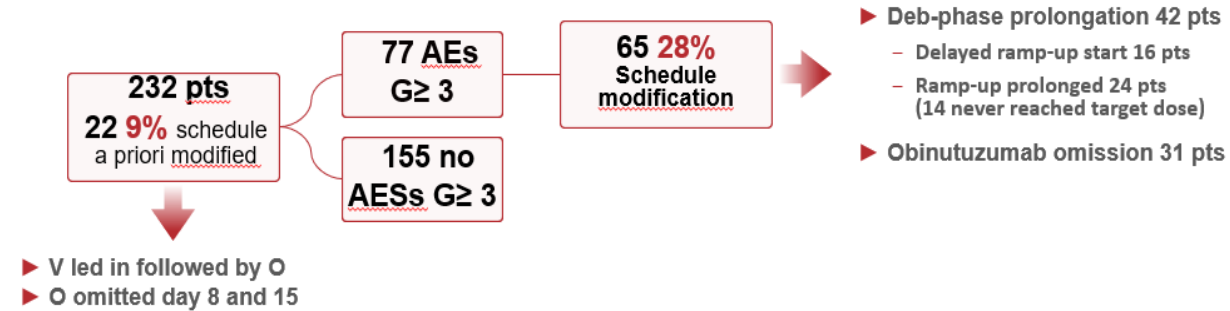 232 pts
22 9% schedule
a priori modified
77 AEs
G≥ 3
155 no
AESs G≥ 3
65 28%
Schedule
modification
▶ Deb-phase prolongation 42 pts
– Delayed ramp-up start 16 pts
– Ramp-up prolonged 24 pts
(14 never reached target dose)
▶ Obinutuzumab omission 31 pts
▶ V led in followed by O
▶ O omitted day 8 and 15